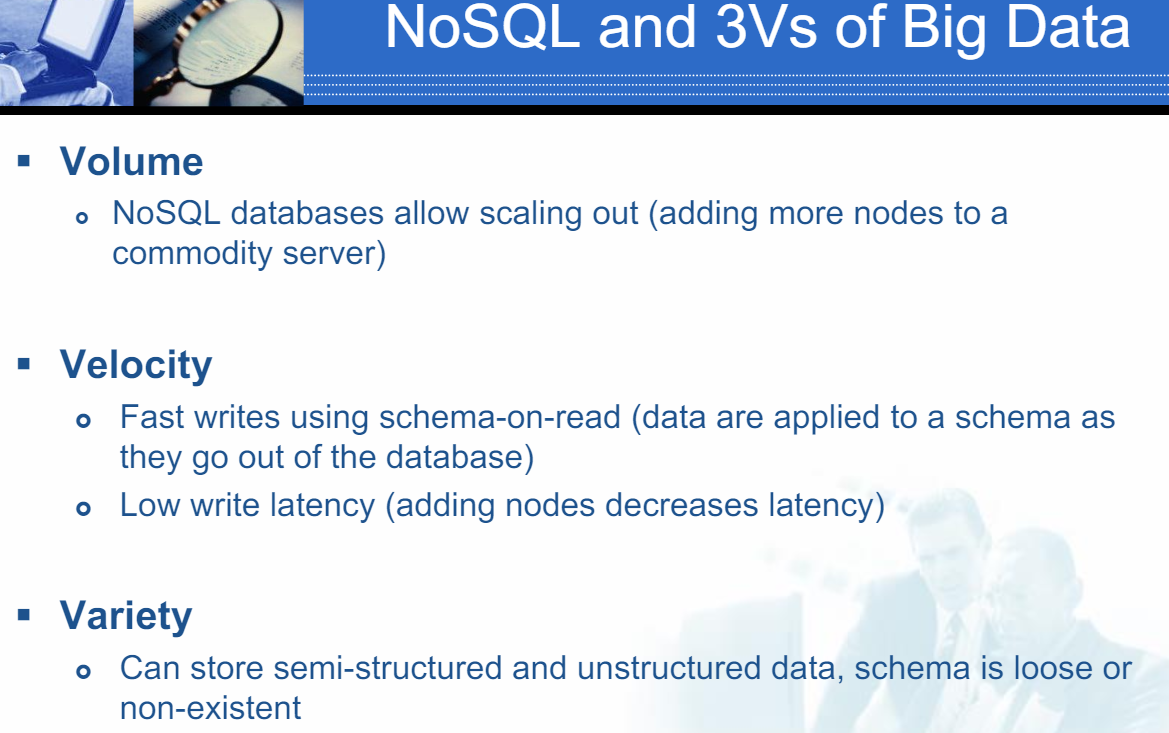 NoSQL and 3Vs of Big Data
▪ Volume
o NoSQL databases allow scaling out (adding more nodes to a
commodity server)
▪ Velocity
o Fast writes using schema-on-read (data are applied to a schema as
they go out of the database)
o Low write latency (adding nodes decreases latency)
▪ Variety
o Can store semi-structured and unstructured data, schema is loose or
non-existent